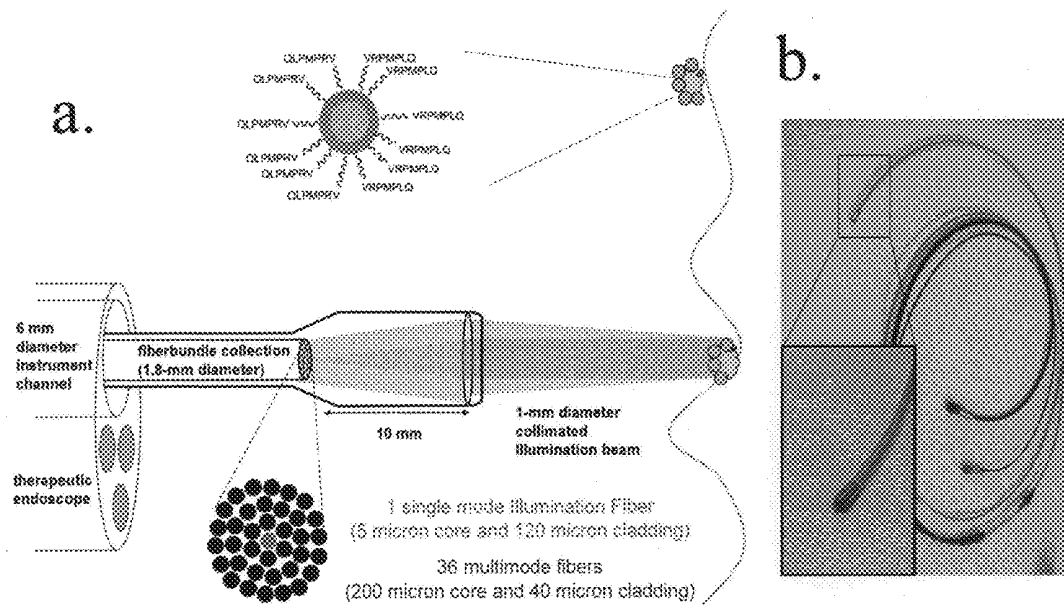 a.
b.
QLPMPRV VRPMPLQ
QLPMPRV VRPMPLQ
QLPMPRV VRPMPLQ
QLPMPRV VRPMPLQ
QLPMPRV VRPMPLQ
QLPMPRV VRPMPLQ
6 mm
diameter
instrument
channel
fiberbundle collection
(1.8-mm diameter)
10 mm
1-mm diameter
collimated
illumination beam
therapeutic
endoscope
1 single mode Illumination Fiber
(5 micron core and 120 micron cladding)
36 multimode fibers
(200 micron core and 40 micron cladding)